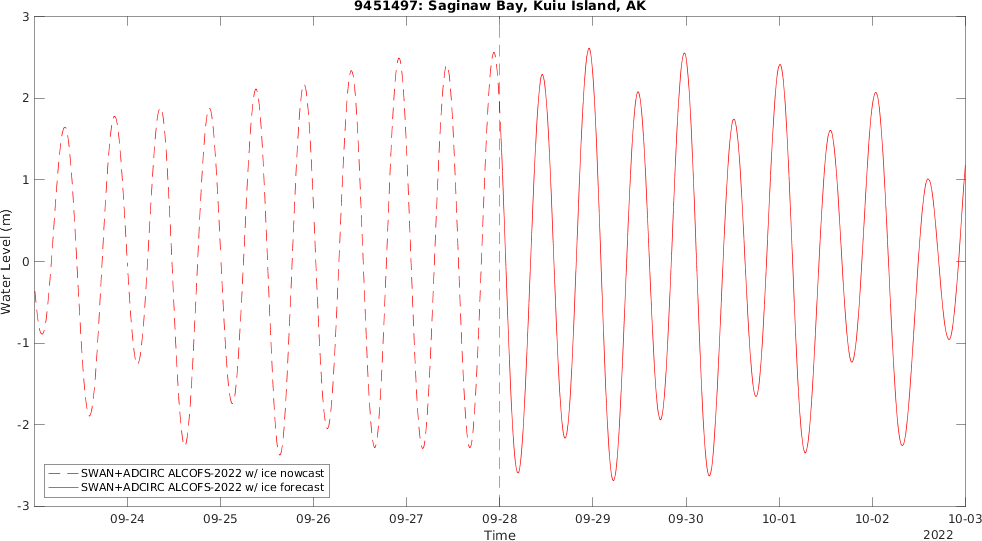 9451497: Saginaw Bay, Kuiu Island, AK
3
2
1
0
-1
-2
-3
Water Level (m)
SWAN+ADCIRC ALCOFS-2022 w/ ice nowcast
SWAN+ADCIRC ALCOFS-2022 w/ ice forecast
09-24 09-25 09-26 09-27 09-28 09-29 09-30 10-01 10-02 10-03
Time
2022